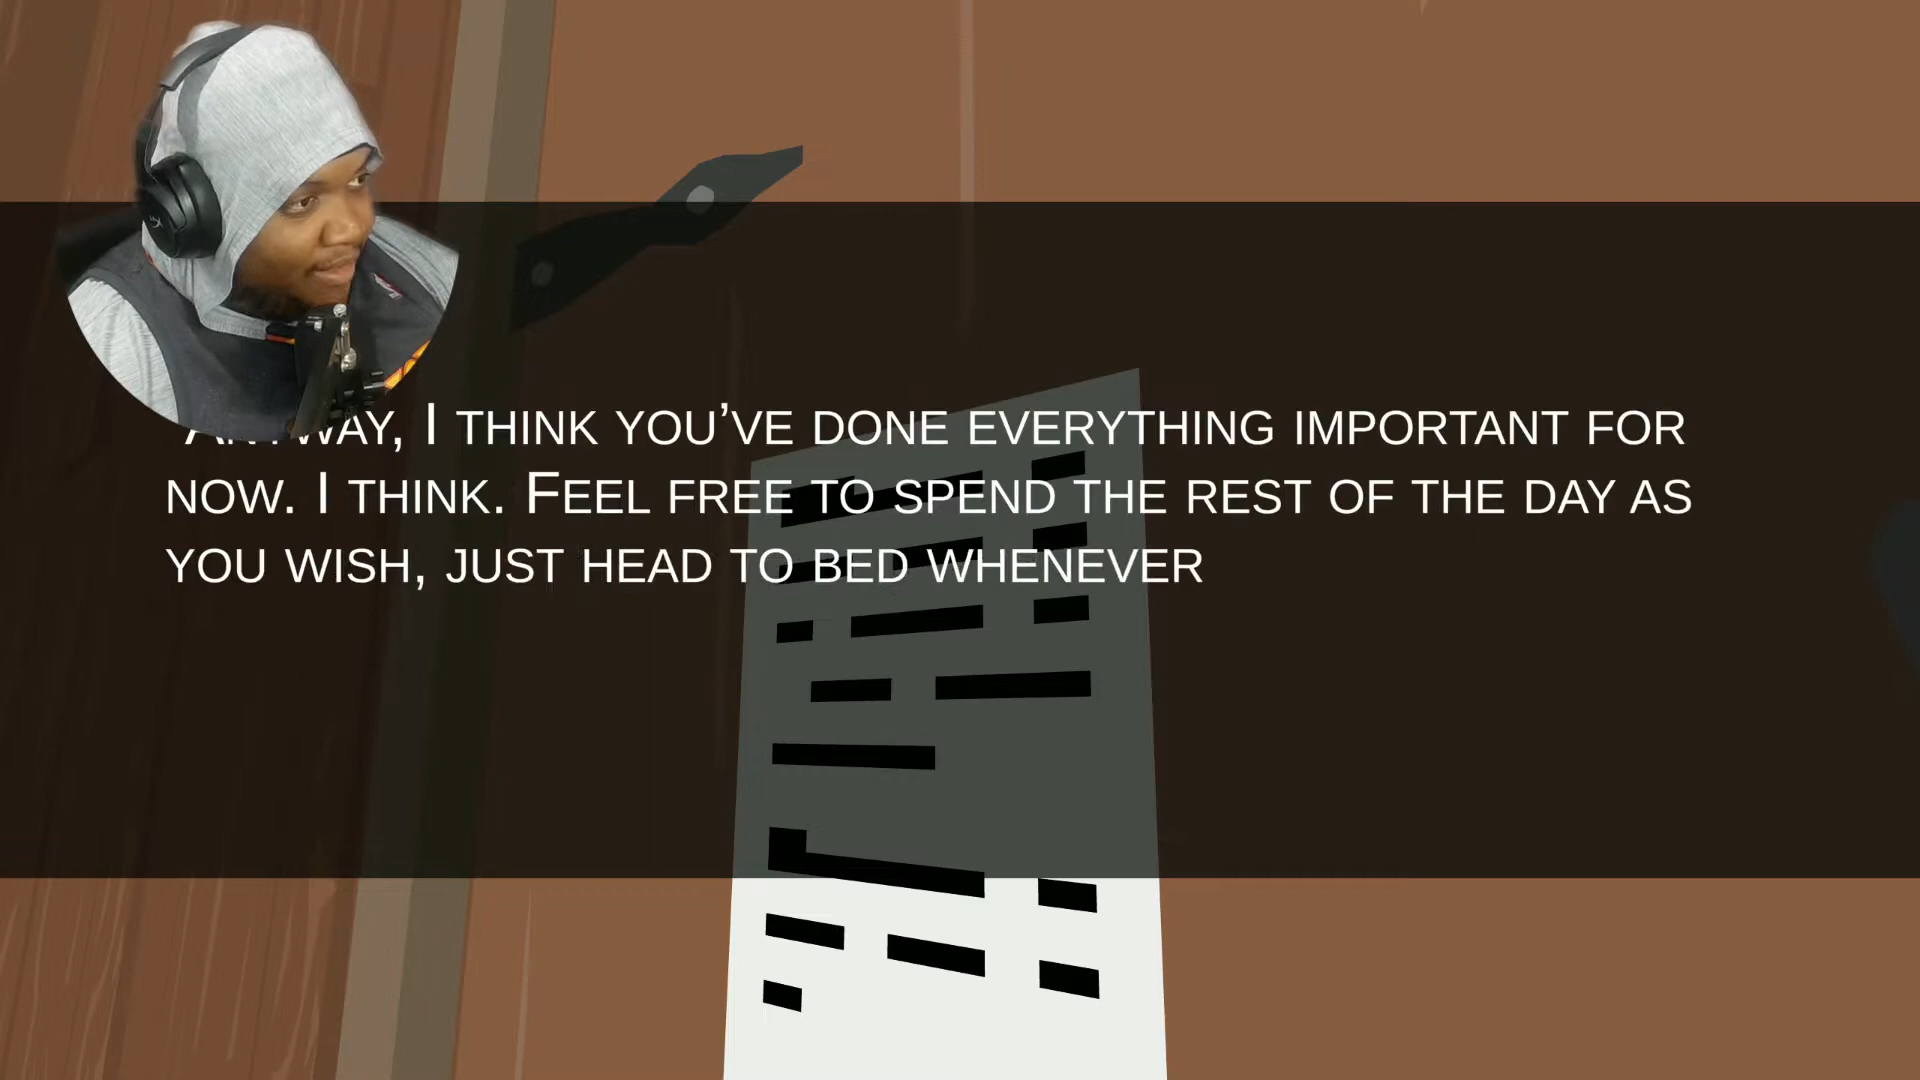 I THINK YOU’VE DONE EVERYTHING IMPORTANT FOR
NOW. I THINK. FEEL FREE TO SPEND THE REST OF THE DAY AS
YOU WISH, JUST HEAD TO BED WHENEVER